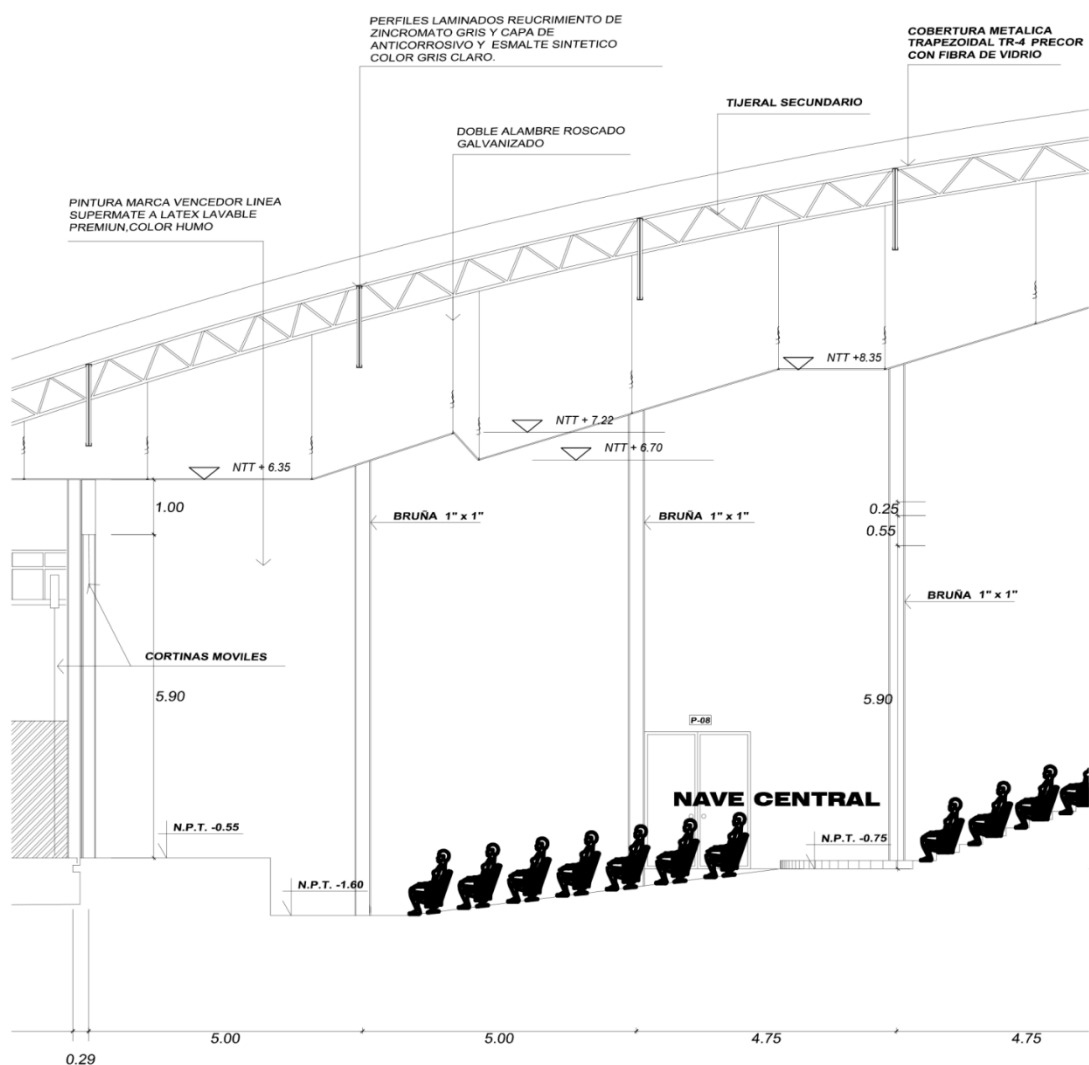 PERFILES LAMINADOS REUCRIMIENTO DE
ZINCROMATO GRIS Y CAPA DE
ANTICORROSIVO Y ESMALTE SINTETICO
COLOR GRIS CLARO.
COBERTURA METALICA
TRAPEZOIDAL TR-4 PRECOR
CON FIBRA DE VIDRIO
TIJERAL SECUNDARIO
DOBLE ALAMBRE ROSCADO
GALVANIZADO
PINTURA MARCA VENCEDOR LINEA
SUPERMATE A LATEX LAVABLE
PREMIUN,COLOR HUMO
NTT +8.35
NTT + 7.22
NTT + 6.70
NTT + 6.35
1.00
BRUÑA 1" x 1"
BRUÑA 1" x 1"
0.25
0.55
BRUÑA 1" x 1"
CORTINAS MOVILES
5.90
5.90
P-08
NAVE CENTRAL
N.P.T. -0.55
N.P.T. -0.75
N.P.T. -1.60
5.00
5.00
4.75
4.75
0.29